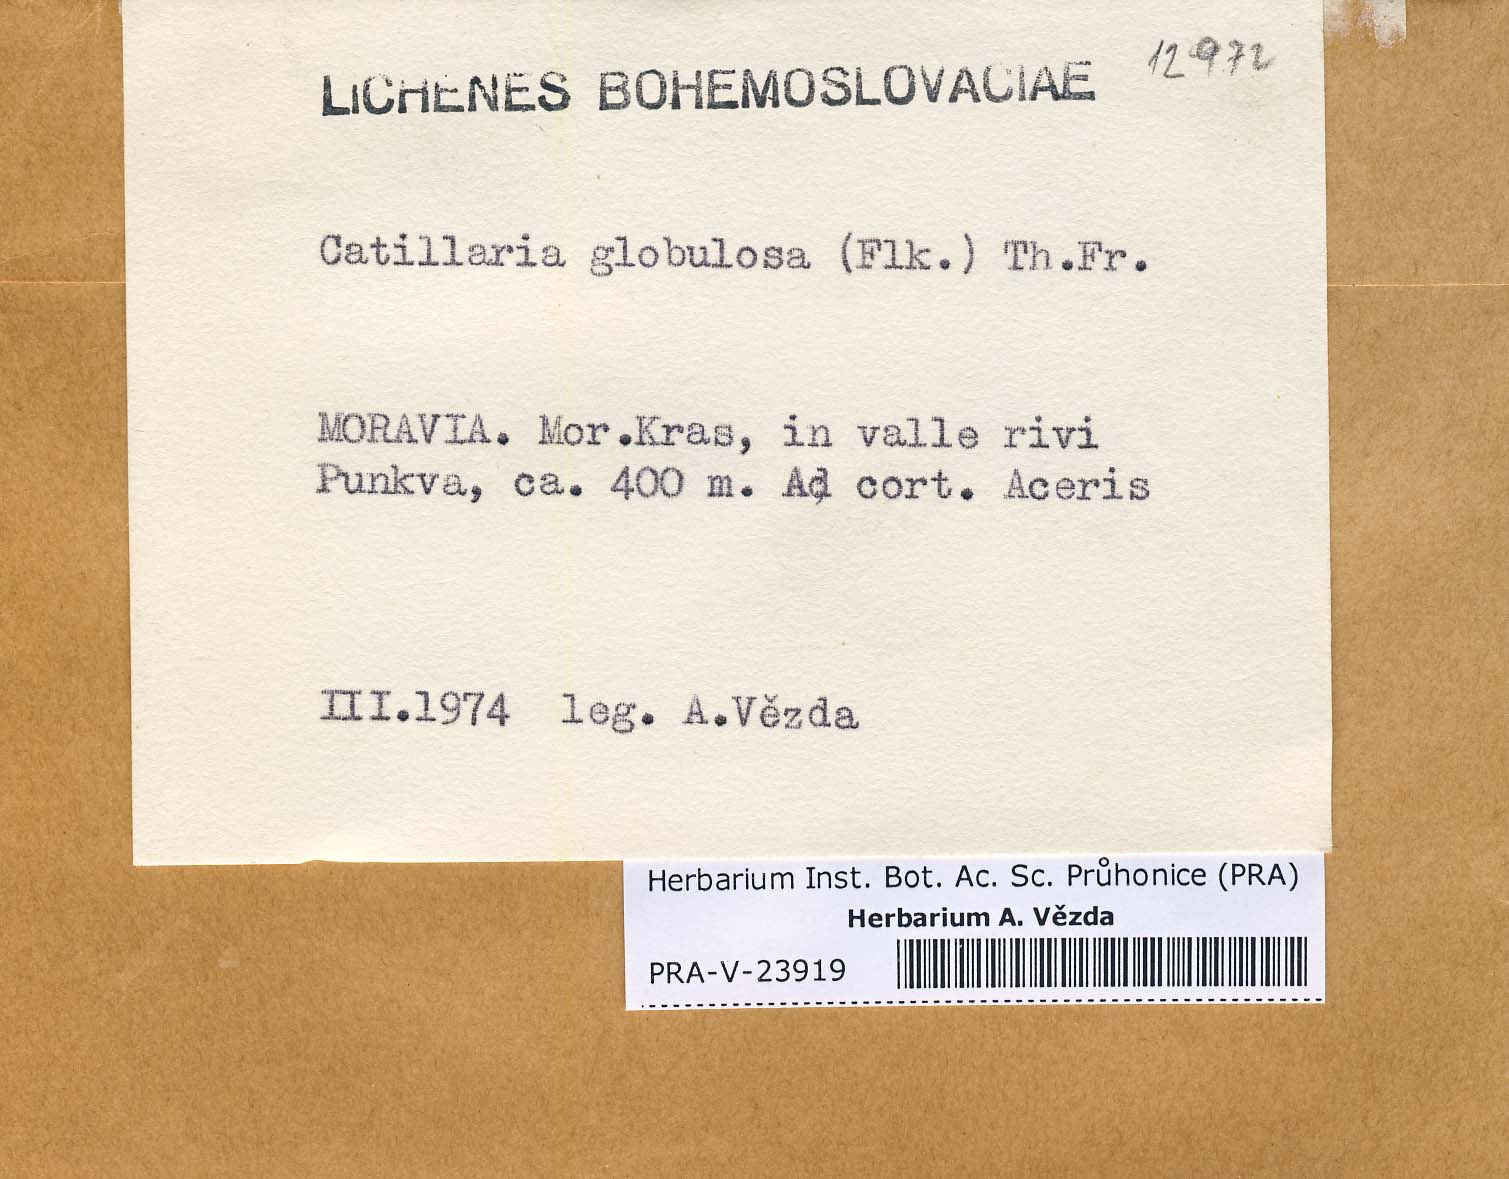 12972
LICHENES BOHEMOSLOVACIAE
Catillaria globulosa (Flk.) Th.Fr.
MORAVIA. Mor.Kras, in valle rivi
Punkva, ca. 400 m. Ad cort. Aceris
III.1974 leg. A.Vězda
Herbarium Inst. Bot. Ac. Sc. Průhonice (PRA)
Herbarium A. Vězda
PRA-V-23919